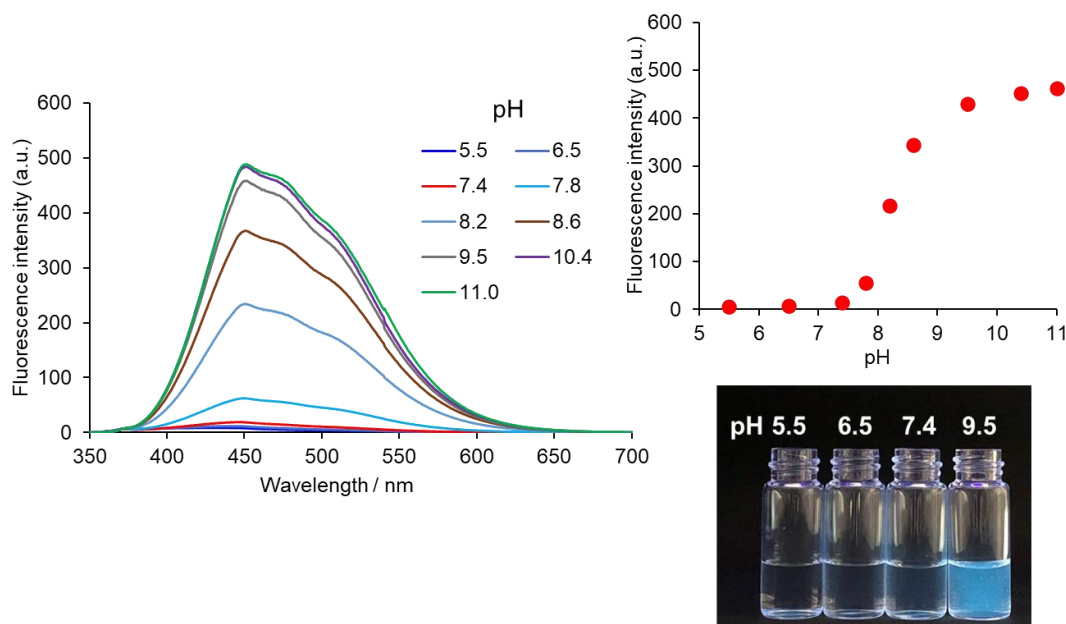 Fluorescence intensity (a.u.)
600
500
400
300
200
100
0
350 400 450 500 550 600 650 700
Wavelength / nm
pH
5.5 6.5
7.4 7.8
8.2 8.6
9.5 10.4
11.0
Fluorescence intensity (a.u.)
600
500
400
300
200
100
0
5 6 7 8 9 10 11
pH
pH 5.5 6.5 7.4 9.5